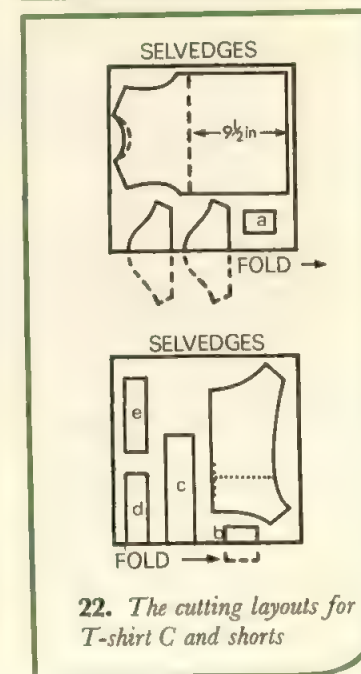 SELVEDGES
9½in
a
FOLD
SELVEDGES
e
c
d
b
FOLD
22. The cutting layouts for
T-shirt C and shorts